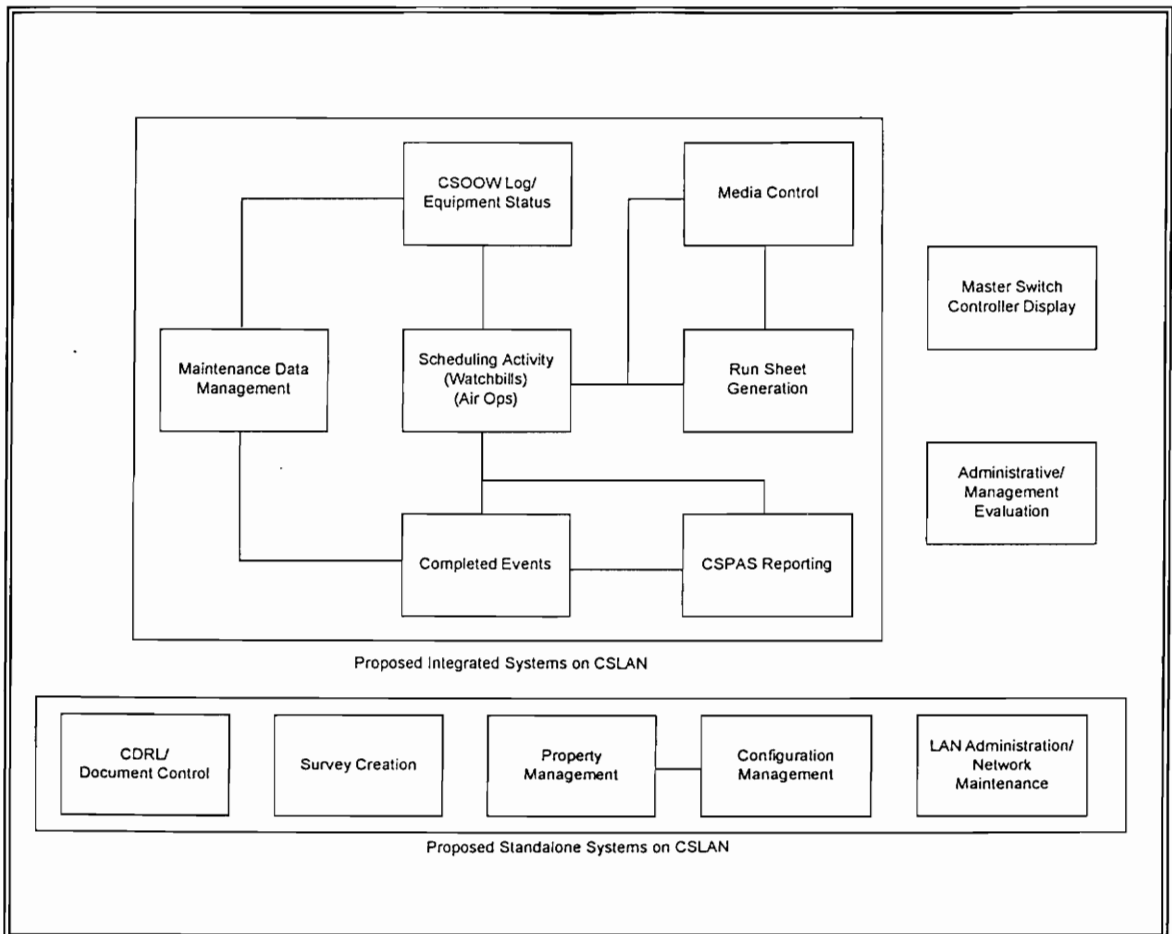 CSOOW Log/
Equipment Status
Media Control
Master Switch
Controller Display
Maintenance Data
Management
Scheduling Activity
(Watchbills)
(Air Ops)
Run Sheet
Generation
Administrative/
Management
Evaluation
Completed Events
CSPAS Reporting
Proposed Integrated Systems on CSLAN
CDRL/
Document Control
Survey Creation
Property
Management
Configuration
Management
LAN Administration/
Network
Maintenance
Proposed Standalone Systems on CSLAN